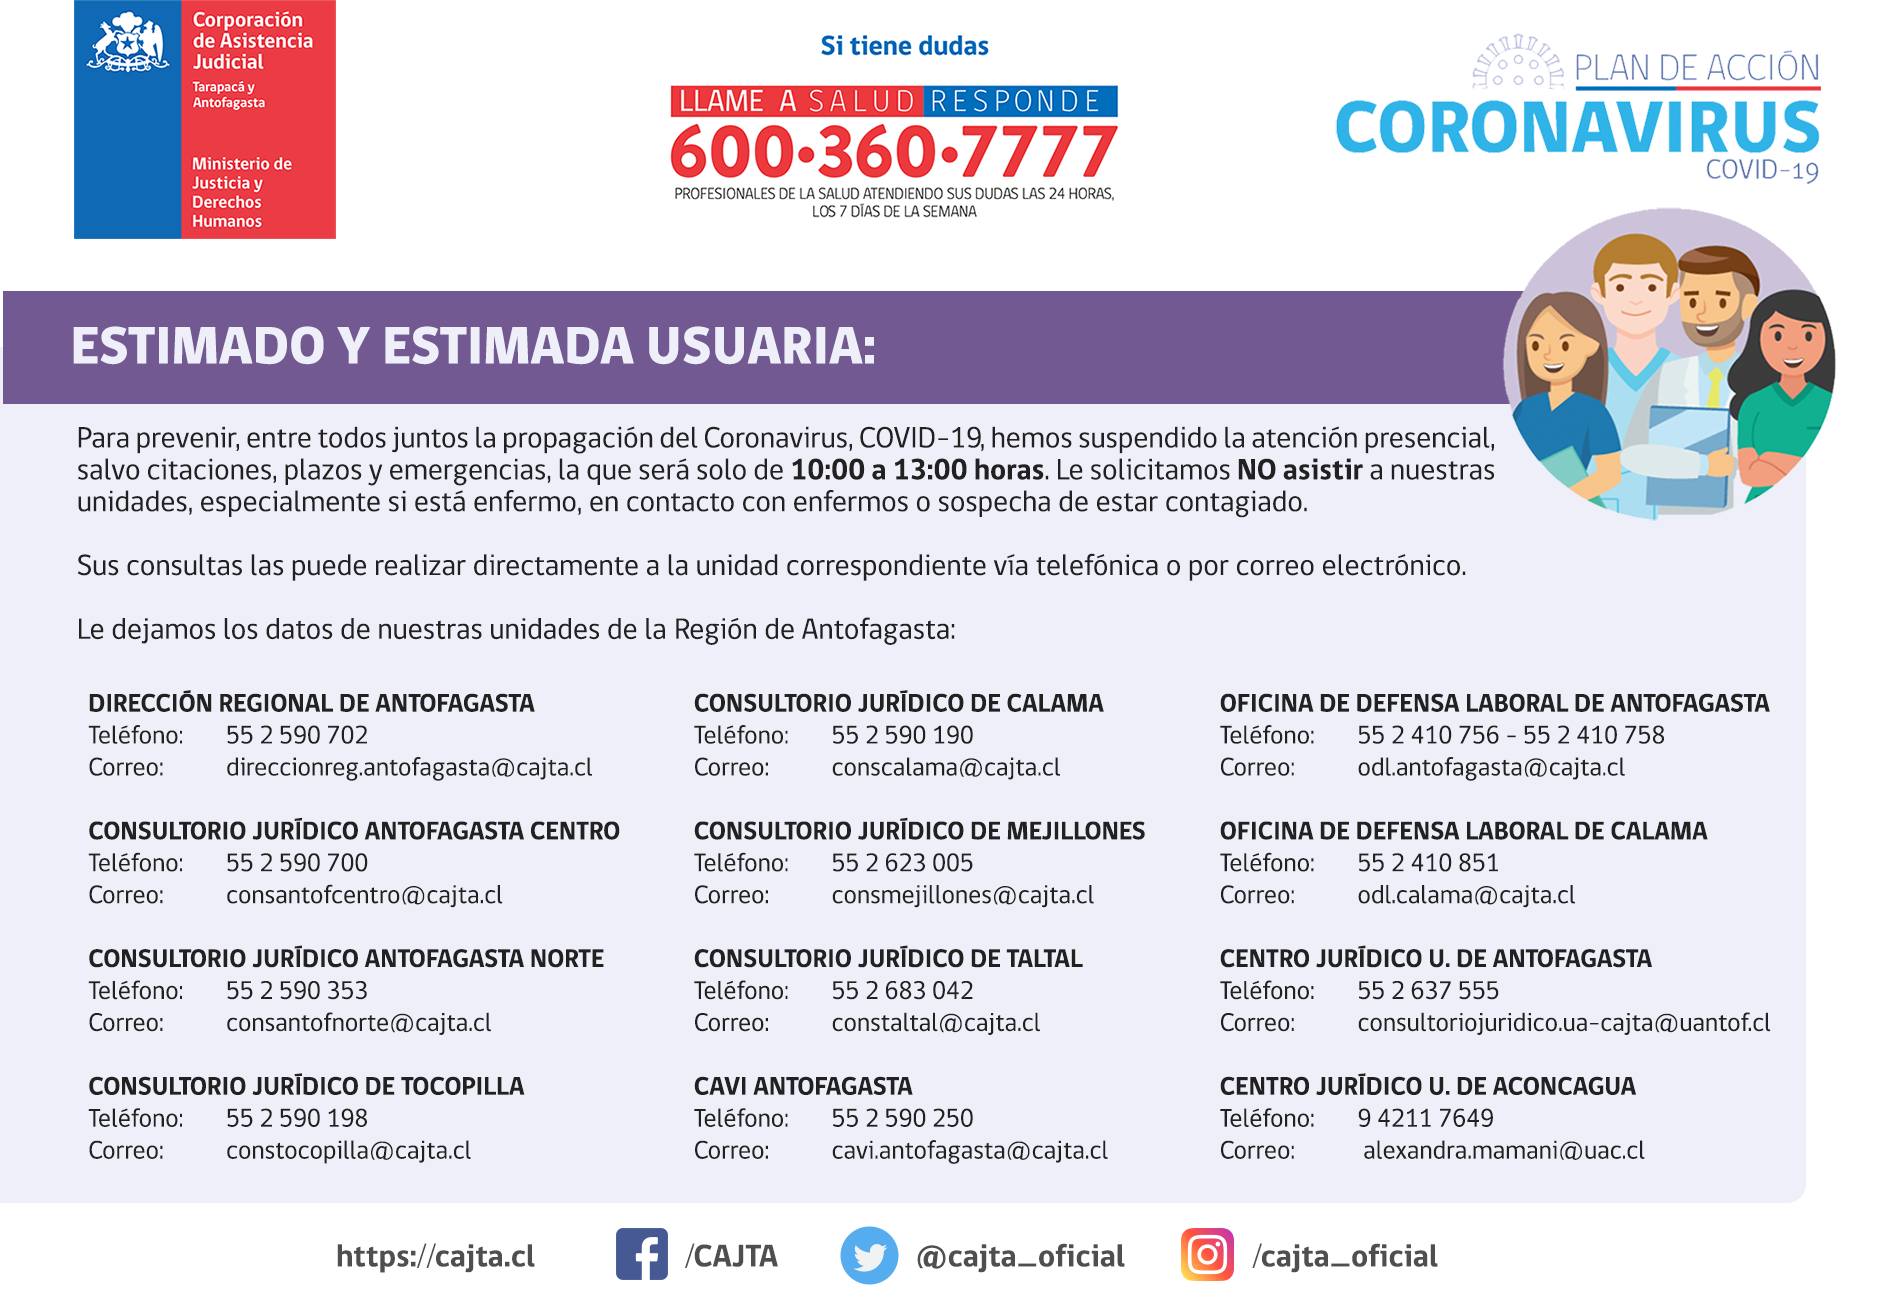 Corporación
de Asistencia
Judicial
Tarapacá y
Antofagasta
Ministerio de
Justicia y
Derechos
Humanos
Si tiene dudas
LLAME A SALUD RESPONDE
600•360•7777
PROFESIONALES DE LA SALUD ATENDIENDO SUS DUDAS LAS 24 HORAS,
LOS 7 DÍAS DE LA SEMANA
PLAN DE ACCIÓN
CORONAVIRUS
COVID-19
ESTIMADO Y ESTIMADA USUARIA:
Para prevenir, entre todos juntos la propagación del Coronavirus, COVID-19, hemos suspendido la atención presencial,
salvo citaciones, plazos y emergencias, la que será solo de 10:00 a 13:00 horas. Le solicitamos NO asistir a nuestras
unidades, especialmente si está enfermo, en contacto con enfermos o sospecha de estar contagiado.
Sus consultas las puede realizar directamente a la unidad correspondiente vía telefónica o por correo electrónico.
Le dejamos los datos de nuestras unidades de la Región de Antofagasta:
DIRECCIÓN REGIONAL DE ANTOFAGASTA
Teléfono: 55 2 590 702
Correo: direccionreg.antofagasta@cajta.cl
CONSULTORIO JURÍDICO ANTOFAGASTA CENTRO
Teléfono: 55 2 590 700
Correo: consantofcentro@cajta.cl
CONSULTORIO JURÍDICO ANTOFAGASTA NORTE
Teléfono: 55 2 590 353
Correo: consantofnorte@cajta.cl
CONSULTORIO JURÍDICO DE TOCOPILLA
Teléfono: 55 2 590 198
Correo: constocopilla@cajta.cl
CONSULTORIO JURÍDICO DE CALAMA
Teléfono: 55 2 590 190
Correo: conscalama@cajta.cl
CONSULTORIO JURÍDICO DE MEJILLONES
Teléfono: 55 2 623 005
Correo: consmejillones@cajta.cl
CONSULTORIO JURÍDICO DE TALTAL
Teléfono: 55 2 683 042
Correo: constaltal@cajta.cl
CAVI ANTOFAGASTA
Teléfono: 55 2 590 250
Correo: cavi.antofagasta@cajta.cl
OFICINA DE DEFENSA LABORAL DE ANTOFAGASTA
Teléfono: 55 2 410 756 - 55 2 410 758
Correo: odl.antofagasta@cajta.cl
OFICINA DE DEFENSA LABORAL DE CALAMA
Teléfono: 55 2 410 851
Correo: odl.calama@cajta.cl
CENTRO JURÍDICO U. DE ANTOFAGASTA
Teléfono: 55 2 637 555
Correo: consultoriojuridico.ua-cajta@uantof.cl
CENTRO JURÍDICO U. DE ACONCAGUA
Teléfono: 9 4211 7649
Correo: alexandra.mamani@uac.cl
https://cajta.cl
/CAJTA
@cajta_oficial
/cajta_oficial